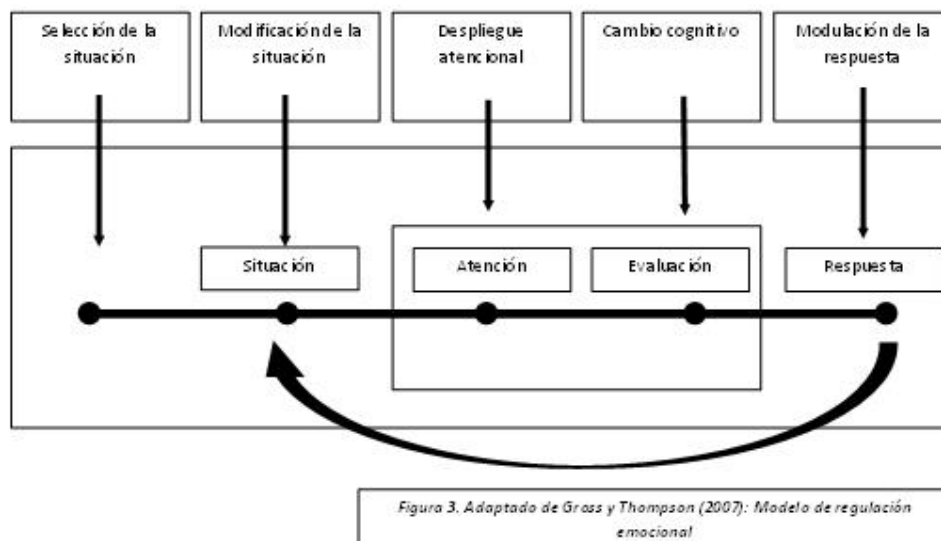 Selección de la
situación
Modificación de la
situación
Despliegue
atencional
Cambio cognitivo
Modulación de la
respuesta
Situación
Atención
Evaluación
Respuesta
Figura 3. Adaptado de Gross y Thompson (2007): Modelo de regulación
emocional